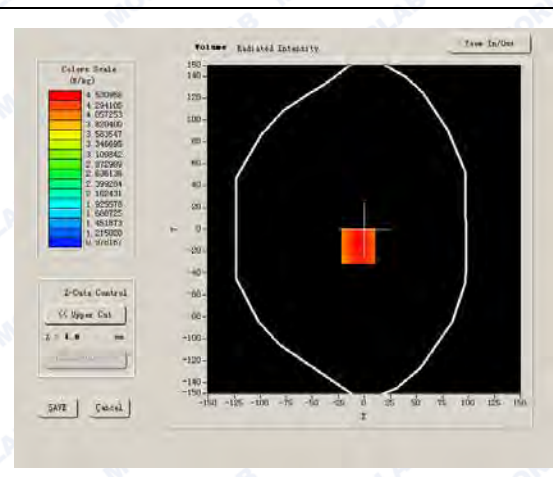 Volume Radiated Intensity
Zoom In/Out
Colors Scale
(W/kg)
4.530958
4.294105
4.057253
3.820400
3.583547
3.346695
3.109842
2.872989
2.636136
2.399284
2.162431
1.925578
1.688725
1.451873
1.215020
Z-Cuts Control
<< Upper Cut
mm
SAVE
Cancel
150
140
120
100
80
60
40
20
0
-20
-40
-60
-80
-100
-120
-140
-150
Y
-150 -125 -100 -75 -50 -25 0 25 50 75 100 125 150
X
MORLAB